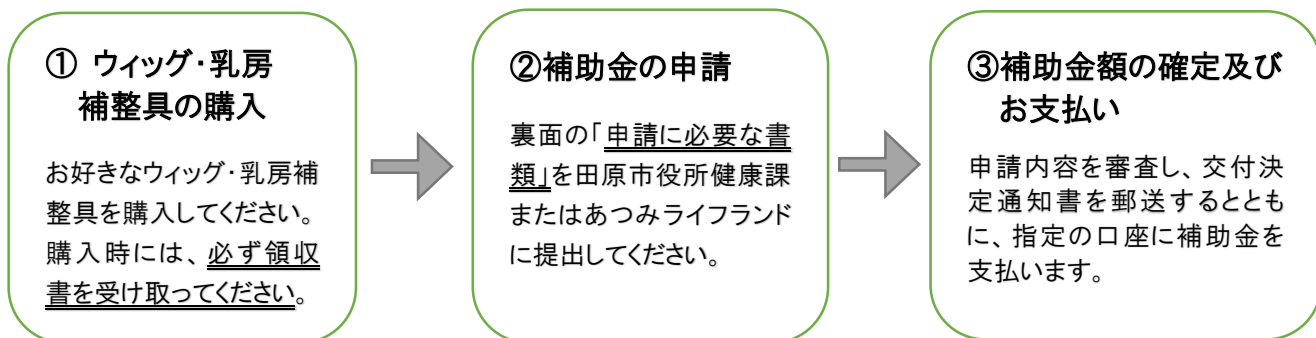 ① ウィッグ・乳房
補整具の購入
お好きなウィッグ・乳房補
整具を購入してください。
購入時には、必ず領収
書を受け取ってください。
②補助金の申請
裏面の「申請に必要な書
類」を田原市役所健康課
またはあつみライフランド
に提出してください。
③補助金額の確定及び
お支払い
申請内容を審査し、交付決
定通知書を郵送するととも
に、指定の口座に補助金を
支払います。